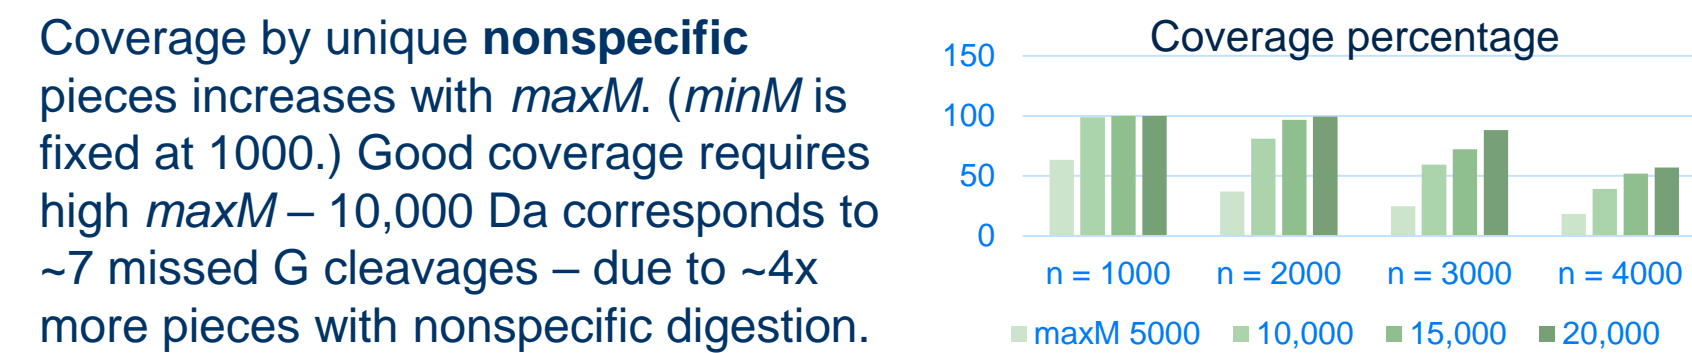 Coverage by unique nonspecific
pieces increases with maxM. (minM is
fixed at 1000.) Good coverage requires
high maxM – 10,000 Da corresponds to
~7 missed G cleavages – due to ~4x
more pieces with nonspecific digestion.
Coverage percentage
150
100
50
0
n = 1000 n = 2000 n = 3000 n = 4000
maxM 5000 10,000 15,000 20,000